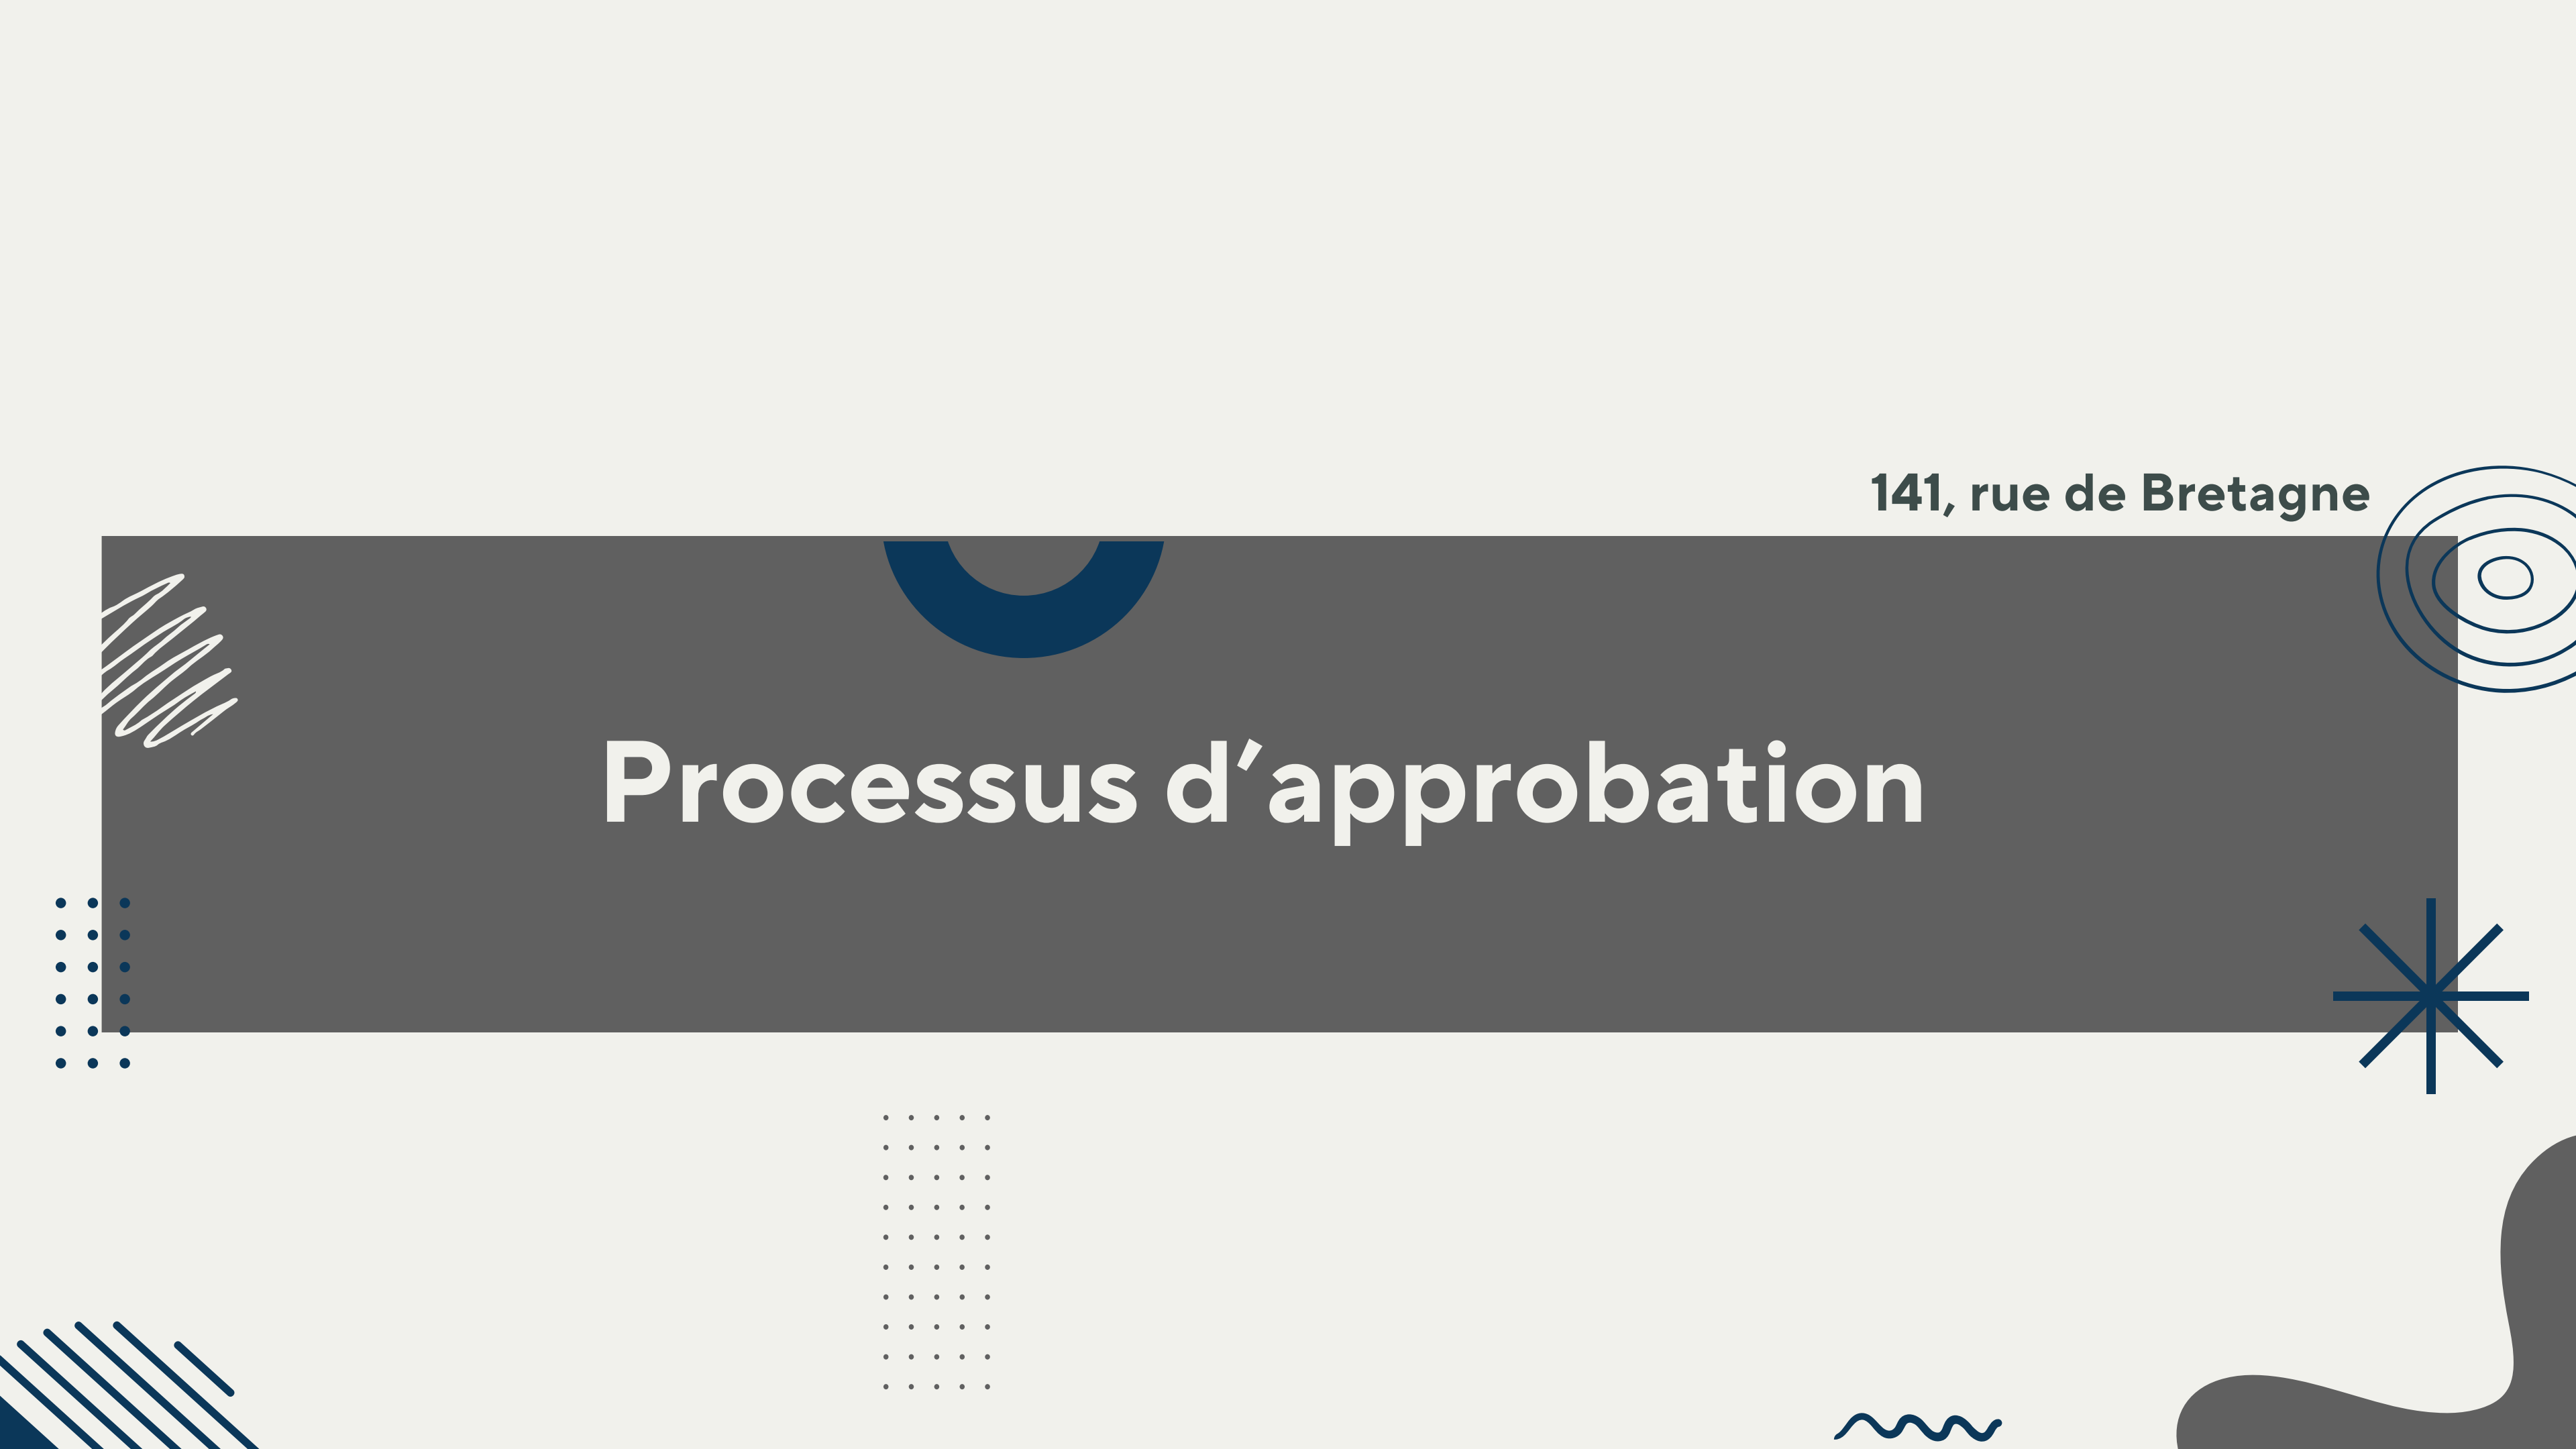 141, rue de Bretagne
Processus d’approbation